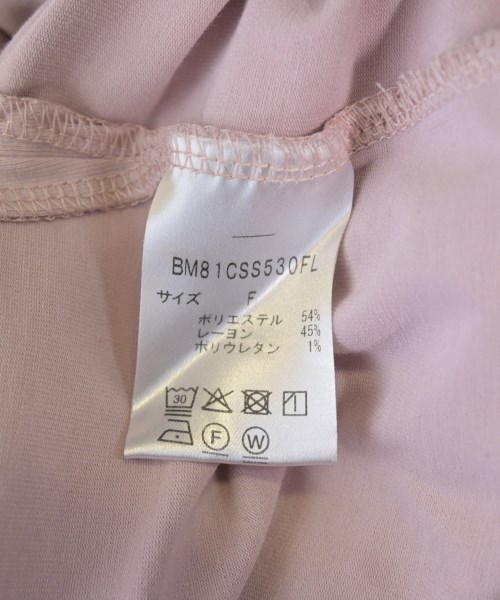 BM81CSS530FL
サイズ F
ポリエステル 54%
レーヨン 45%
ポリウレタン 1%
30
F W